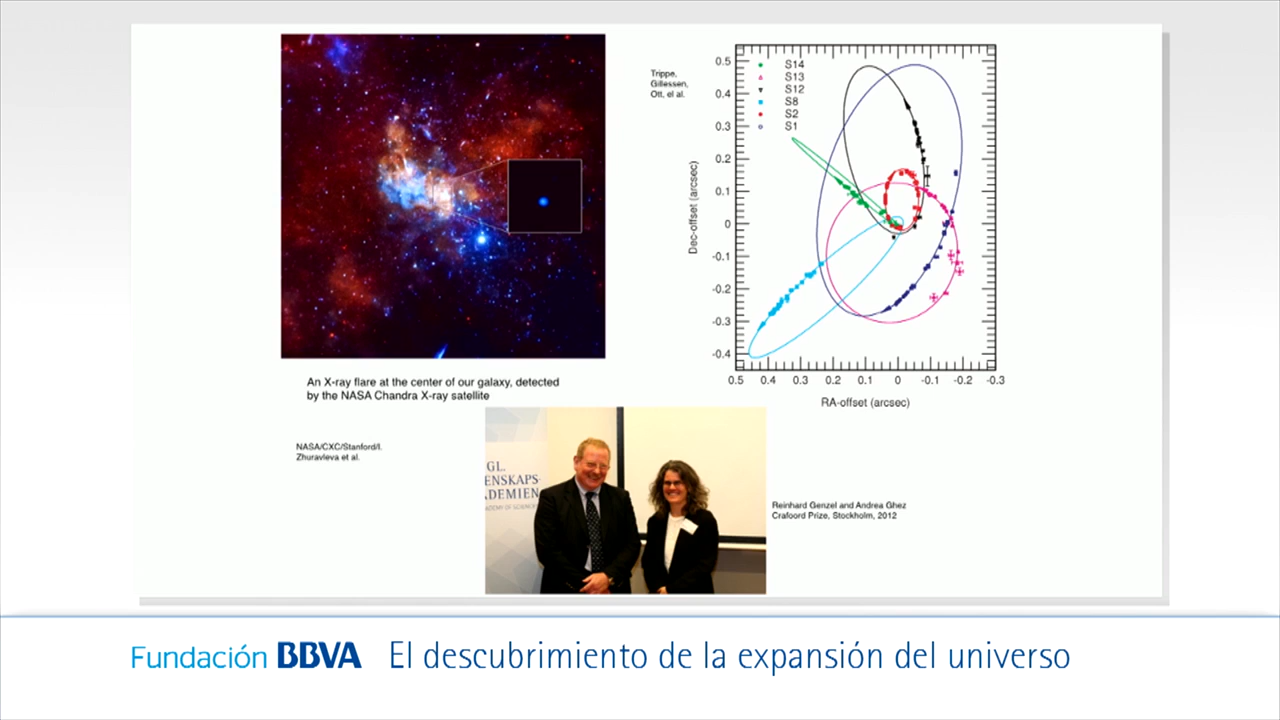 Trippe,
Gillessen,
Ott, el al.
S14
S13
S12
S8
S2
S1
0.5
0.4
0.3
0.2
0.1
0
-0.1
-0.2
-0.3
-0.4
Dec-offset (arcsec)
0.5 0.4 0.3 0.2 0.1 0 -0.1 -0.2 -0.3
RA-offset (arcsec)
An X-ray flare at the center of our galaxy, detected
by the NASA Chandra X-ray satellite
NASA/CXC/Stanford/I.
Zhuravleva et al.
GL.
ENSKAPS-
ADEMIEN
ADEMY OF SCIENCE
Reinhard Genzel and Andrea Ghez
Crafoord Prize, Stockholm, 2012
Fundación BBVA El descubrimiento de la expansión del universo